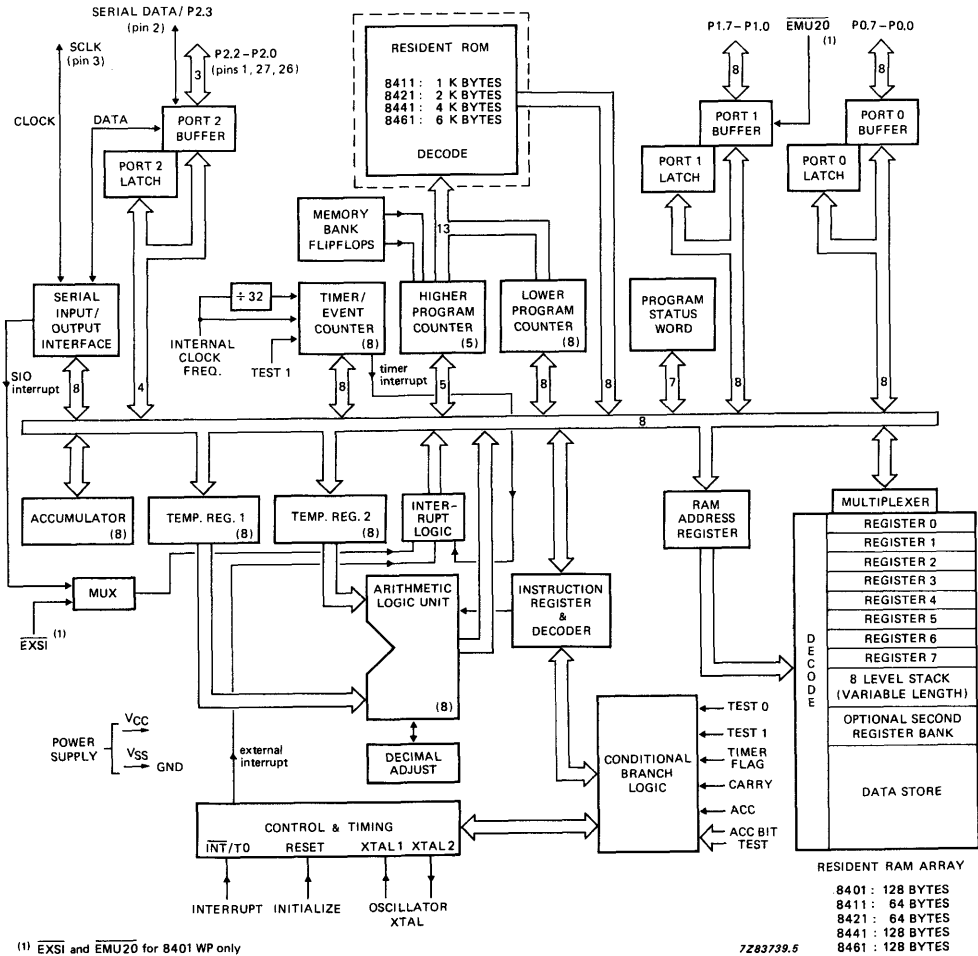 SERIAL DATA/ P2.3
(pin 2)
SCLK
(pin 3)
P2.2–P2.0
(pins 1, 27, 26)
3
CLOCK
DATA
PORT 2
BUFFER
PORT 2
LATCH
RESIDENT ROM
8411 : 1 K BYTES
8421 : 2 K BYTES
8441 : 4 K BYTES
8461 : 6 K BYTES
DECODE
P1.7–P1.0
EMU20
(1)
P0.7–P0.0
8
8
PORT 1
BUFFER
PORT 0
BUFFER
PORT 1
LATCH
PORT 0
LATCH
MEMORY
BANK
FLIPFLOPS
13
÷ 32
SERIAL
INPUT/
OUTPUT
INTERFACE
TIMER/
EVENT
COUNTER
(8)
HIGHER
PROGRAM
COUNTER
(5)
LOWER
PROGRAM
COUNTER
(8)
PROGRAM
STATUS
WORD
INTERNAL
CLOCK
FREQ.
TEST 1
timer
interrupt
SIO
interrupt
8
4
8
5
8
8
7
8
8
8
ACCUMULATOR
(8)
TEMP. REG. 1
(8)
TEMP. REG. 2
(8)
INTER-
RUPT
LOGIC
RAM
ADDRESS
REGISTER
MULTIPLEXER
REGISTER 0
REGISTER 1
REGISTER 2
REGISTER 3
REGISTER 4
REGISTER 5
REGISTER 6
REGISTER 7
8 LEVEL STACK
(VARIABLE LENGTH)
OPTIONAL SECOND
REGISTER BANK
DATA STORE
DECODE
MUX
EXSI (1)
ARITHMETIC
LOGIC UNIT
(8)
INSTRUCTION
REGISTER
&
DECODER
DECIMAL
ADJUST
POWER
SUPPLY
VCC
VSS
GND
external
interrupt
CONDITIONAL
BRANCH
LOGIC
TEST 0
TEST 1
TIMER
FLAG
CARRY
ACC
ACC BIT
TEST
CONTROL & TIMING
INT/T0 RESET XTAL 1 XTAL 2
INTERRUPT INITIALIZE OSCILLATOR
XTAL
RESIDENT RAM ARRAY
8401 : 128 BYTES
8411 : 64 BYTES
8421 : 64 BYTES
8441 : 128 BYTES
8461 : 128 BYTES
(1) EXSI and EMU20 for 8401 WP only
7Z83739.5